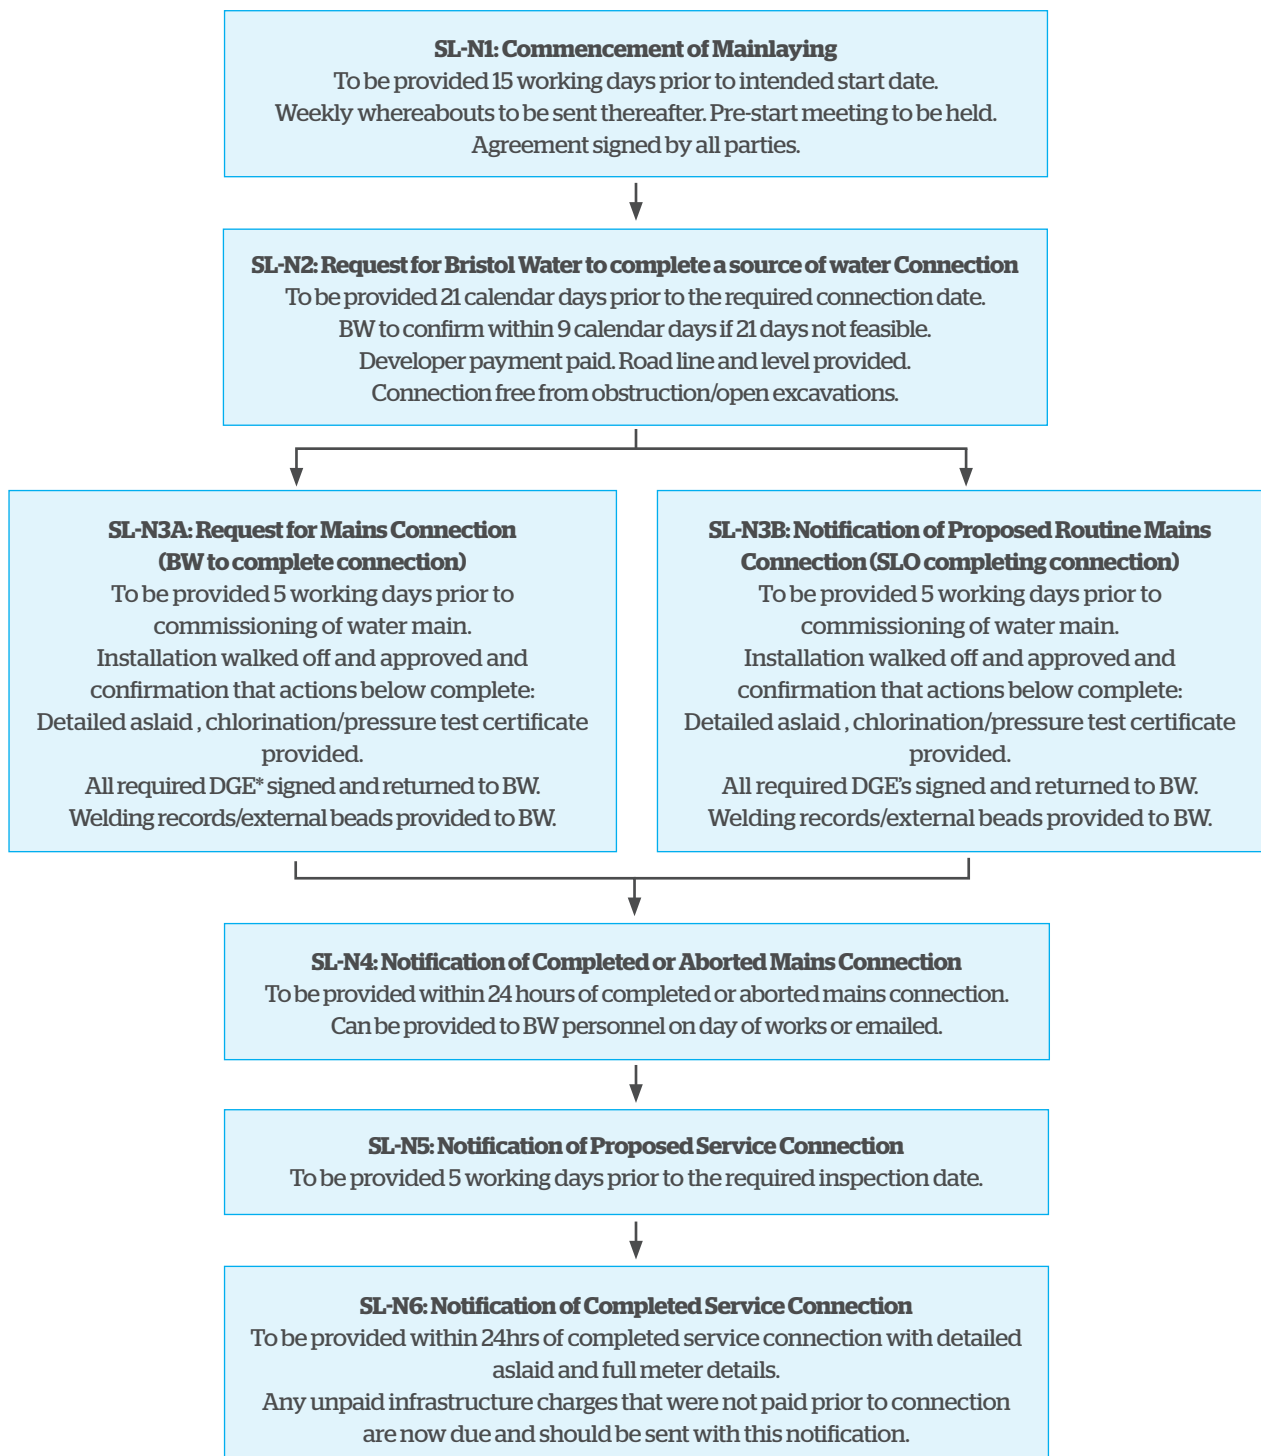 SL-N1: Commencement of Mainlaying
To be provided 15 working days prior to intended start date.
Weekly whereabouts to be sent thereafter. Pre-start meeting to be held.
Agreement signed by all parties.
SL-N2: Request for Bristol Water to complete a source of water Connection
To be provided 21 calendar days prior to the required connection date.
BW to confirm within 9 calendar days if 21 days not feasible.
Developer payment paid. Road line and level provided.
Connection free from obstruction/open excavations.
SL-N3A: Request for Mains Connection
(BW to complete connection)
To be provided 5 working days prior to
commissioning of water main.
Installation walked off and approved and
confirmation that actions below complete:
Detailed aslaid , chlorination/pressure test certificate
provided.
All required DGE* signed and returned to BW.
Welding records/external beads provided to BW.
SL-N3B: Notification of Proposed Routine Mains
Connection (SLO completing connection)
To be provided 5 working days prior to
commissioning of water main.
Installation walked off and approved and
confirmation that actions below complete:
Detailed aslaid , chlorination/pressure test certificate
provided.
All required DGE's signed and returned to BW.
Welding records/external beads provided to BW.
SL-N4: Notification of Completed or Aborted Mains Connection
To be provided within 24 hours of completed or aborted mains connection.
Can be provided to BW personnel on day of works or emailed.
SL-N5: Notification of Proposed Service Connection
To be provided 5 working days prior to the required inspection date.
SL-N6: Notification of Completed Service Connection
To be provided within 24hrs of completed service connection with detailed
aslaid and full meter details.
Any unpaid infrastructure charges that were not paid prior to connection
are now due and should be sent with this notification.